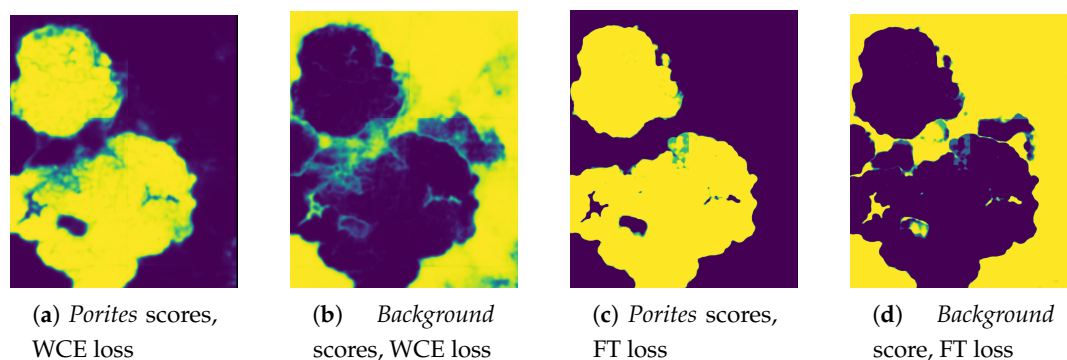 (a) Porites scores,
WCE loss
(b) Background
scores, WCE loss
(c) Porites scores,
FT loss
(d) Background
score, FT loss